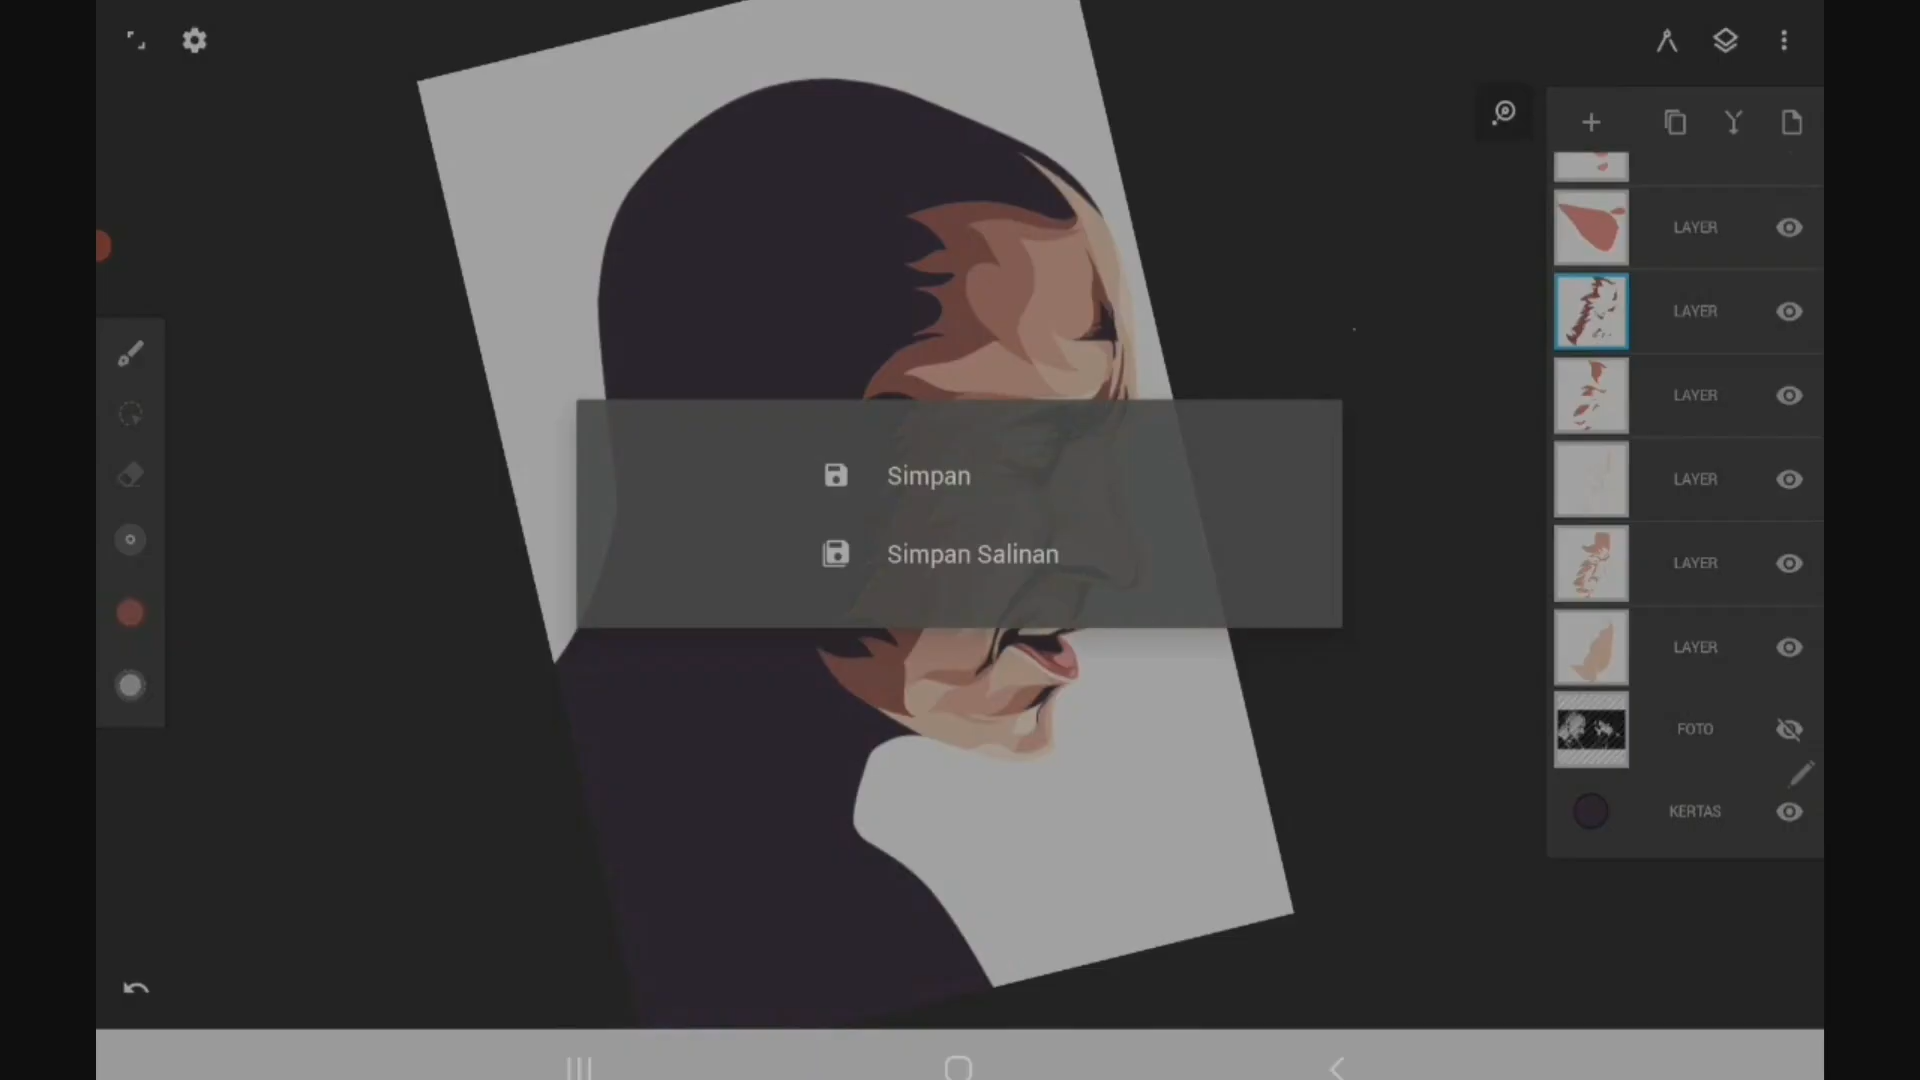 LAYER
LAYER
LAYER
Simpan
LAYER
Simpan Salinan
LAYER
LAYER
FOTO
KERTAS